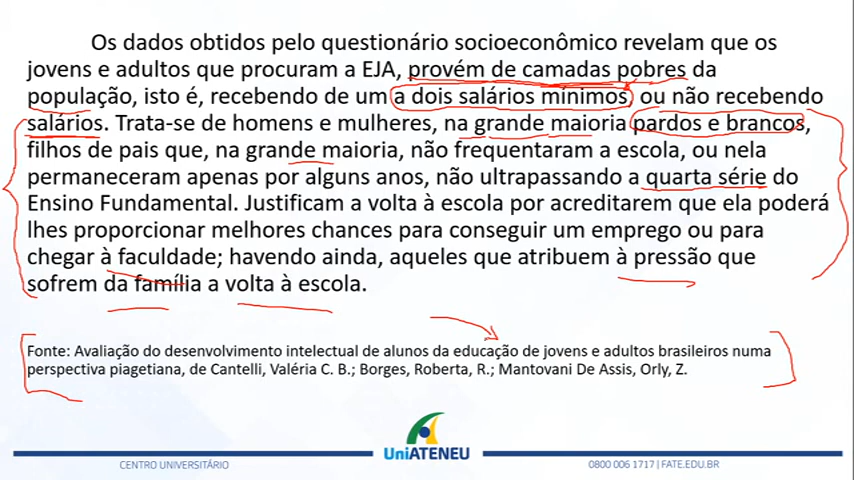 Os dados obtidos pelo questionário socioeconômico revelam que os
jovens e adultos que procuram a EJA, provém de camadas pobres da
população, isto é, recebendo de um a dois salários mínimos, ou não recebendo
salários. Trata-se de homens e mulheres, na grande maioria pardos e brancos,
filhos de pais que, na grande maioria, não frequentaram a escola, ou nela
permaneceram apenas por alguns anos, não ultrapassando a quarta série do
Ensino Fundamental. Justificam a volta à escola por acreditarem que ela poderá
lhes proporcionar melhores chances para conseguir um emprego ou para
chegar à faculdade; havendo ainda, aqueles que atribuem à pressão que
sofrem da família a volta à escola.
Fonte: Avaliação do desenvolvimento intelectual de alunos da educação de jovens e adultos brasileiros numa
perspectiva piagetiana, de Cantelli, Valéria C. B.; Borges, Roberta, R.; Mantovani De Assis, Orly, Z.
UniATENEU
CENTRO UNIVERSITÁRIO
0800 006 1717 | FATE.EDU.BR